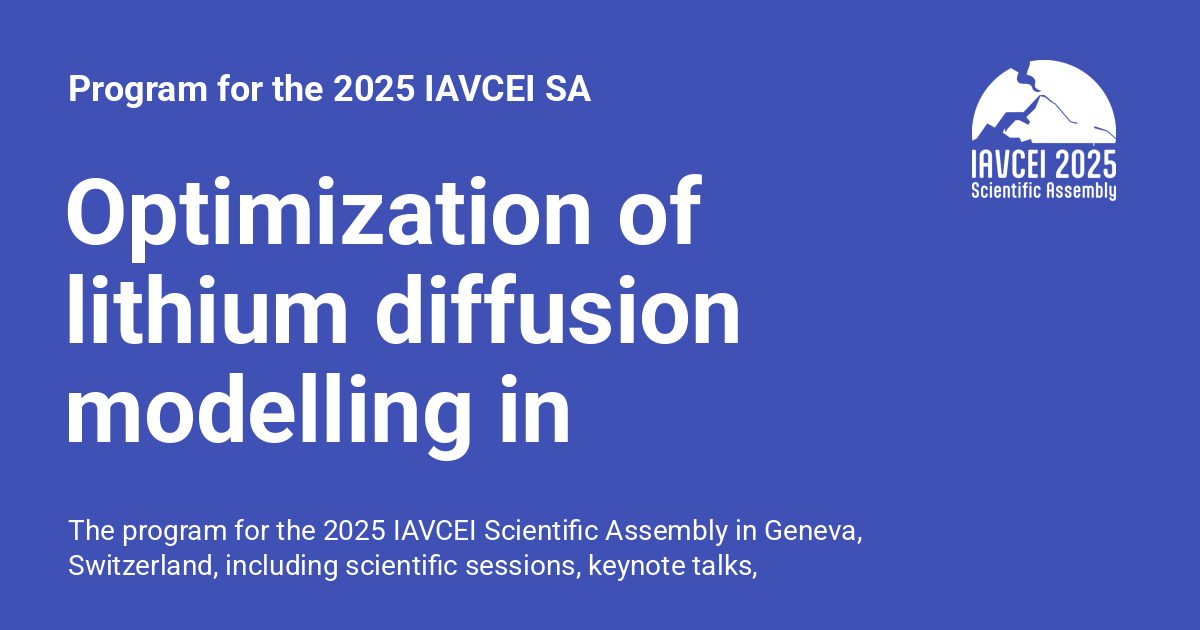 Program for the 2025 IAVCEI SA
IAVCEI 2025
Scientific Assembly
Optimization of
lithium diffusion
modelling in
The program for the 2025 IAVCEI Scientific Assembly in Geneva,
Switzerland, including scientific sessions, keynote talks,